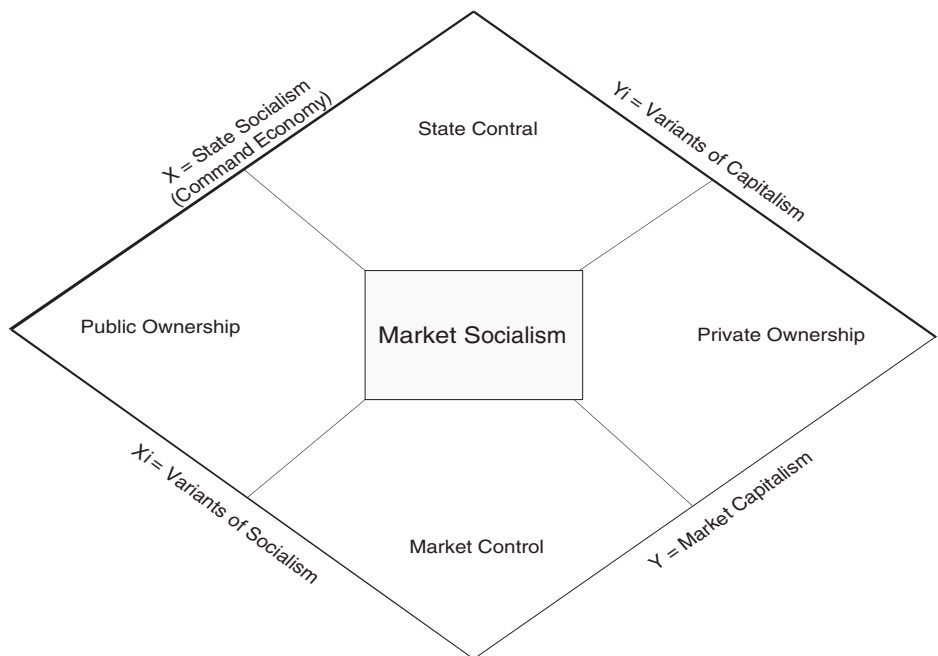 X = State Socialism
(Command Economy)
Yi = Variants of Capitalism
State Contral
Public Ownership
Market Socialism
Private Ownership
Xi = Variants of Socialism
Market Control
Y = Market Capitalism